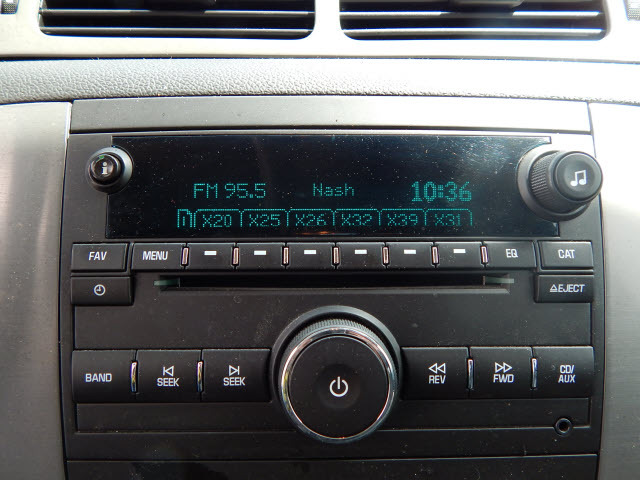 i
FM 95.5 Nash 10:36
1 X20 X25 X26 X32 X39 X31
FAV MENU EQ CAT
EJECT
BAND SEEK SEEK REV FWD CD/
AUX